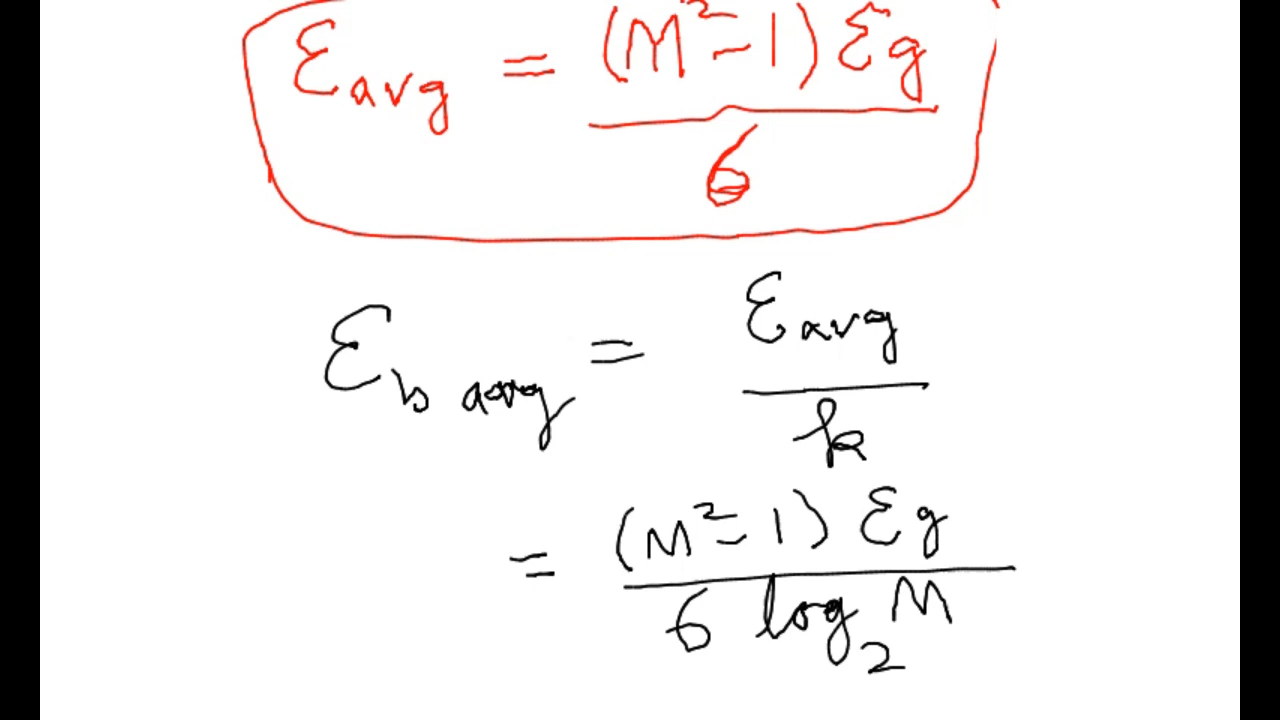 ℰavg = (M²-1) ℰg / 6
ℰb avg = ℰavg / k
= (M²-1) ℰg / 6 log₂ M